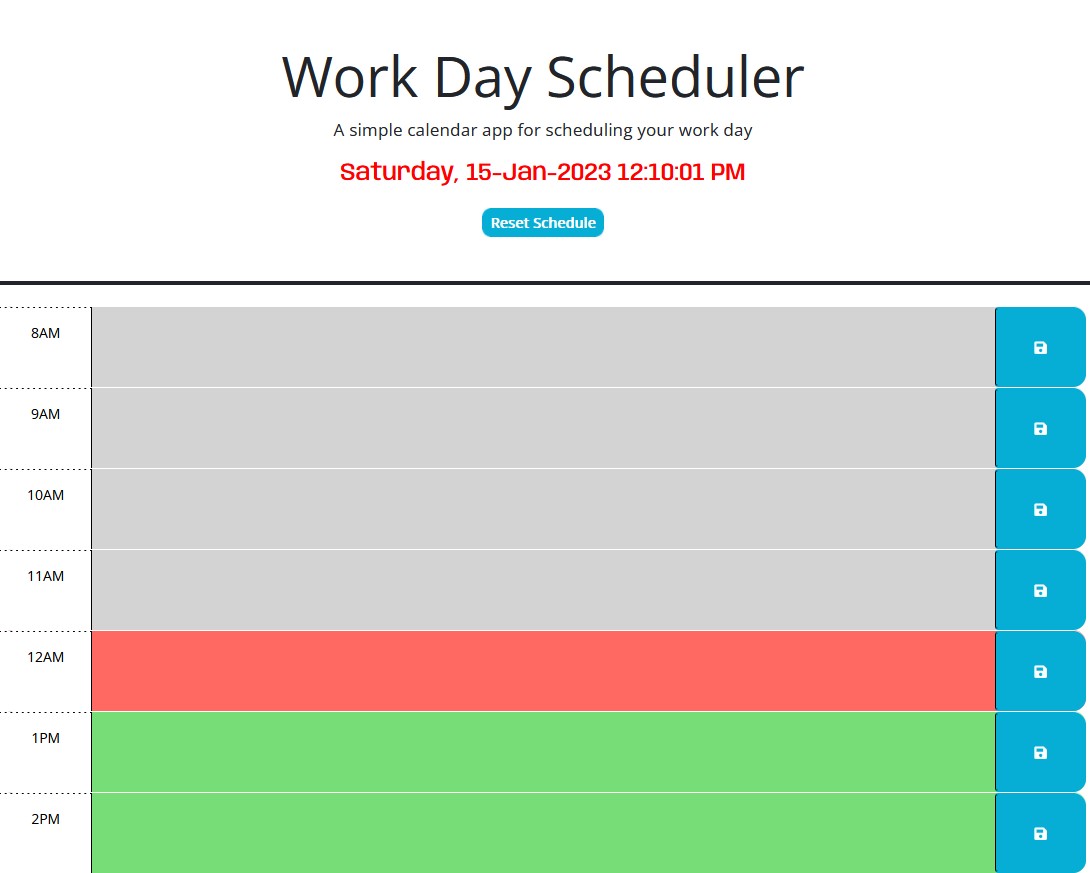 Work Day Scheduler
A simple calendar app for scheduling your work day
Saturday, 15-Jan-2023 12:10:01 PM
Reset Schedule
8AM
9AM
10AM
11AM
12AM
1PM
2PM